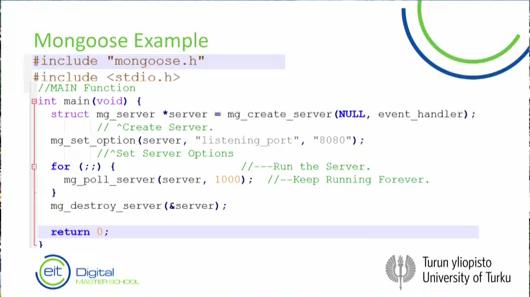 Mongoose Example
#include "mongoose.h"
#include <stdio.h>
//MAIN Function
int main(void) {
struct mg_server *server = mg_create_server(NULL, event_handler);
// ^Create Server.
mg_set_option(server, "listening_port", "8080");
//^Set Server Options
for (;;) { //---Run the Server.
mg_poll_server(server, 1000); //--Keep Running Forever.
}
mg_destroy_server(&server);
return 0;
}
eit Digital
MASTER SCHOOL
Turun yliopisto
University of Turku